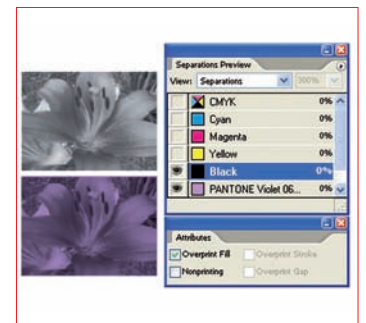 Separations Preview
View: Separations 300%
CMYK 0%
Cyan 0%
Magenta 0%
Yellow 0%
Black 0%
PANTONE Violet 06... 0%
Attributes
Overprint Fill Overprint Stroke
Nonprinting Overprint Gap